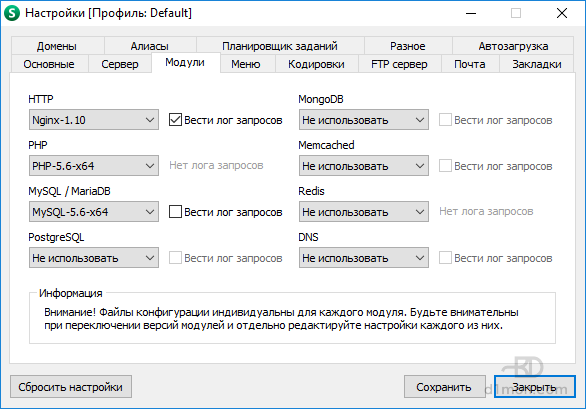 Настройки [Профиль: Default]
Домены Алиасы Планировщик заданий Разное Автозагрузка
Основные Сервер Модули Меню Кодировки FTP сервер Почта Закладки
HTTP
Nginx-1.10 Вести лог запросов
PHP
PHP-5.6-x64 Нет лога запросов
MySQL / MariaDB
MySQL-5.6-x64 Вести лог запросов
PostgreSQL
Не использовать Вести лог запросов
MongoDB
Не использовать Вести лог запросов
Memcached
Не использовать Вести лог запросов
Redis
Не использовать Нет лога запросов
DNS
Не использовать Вести лог запросов
Информация
Внимание! Файлы конфигурации индивидуальны для каждого модуля. Будьте внимательны
при переключении версий модулей и отдельно редактируйте настройки каждого из них.
Сбросить настройки Сохранить Закрыть